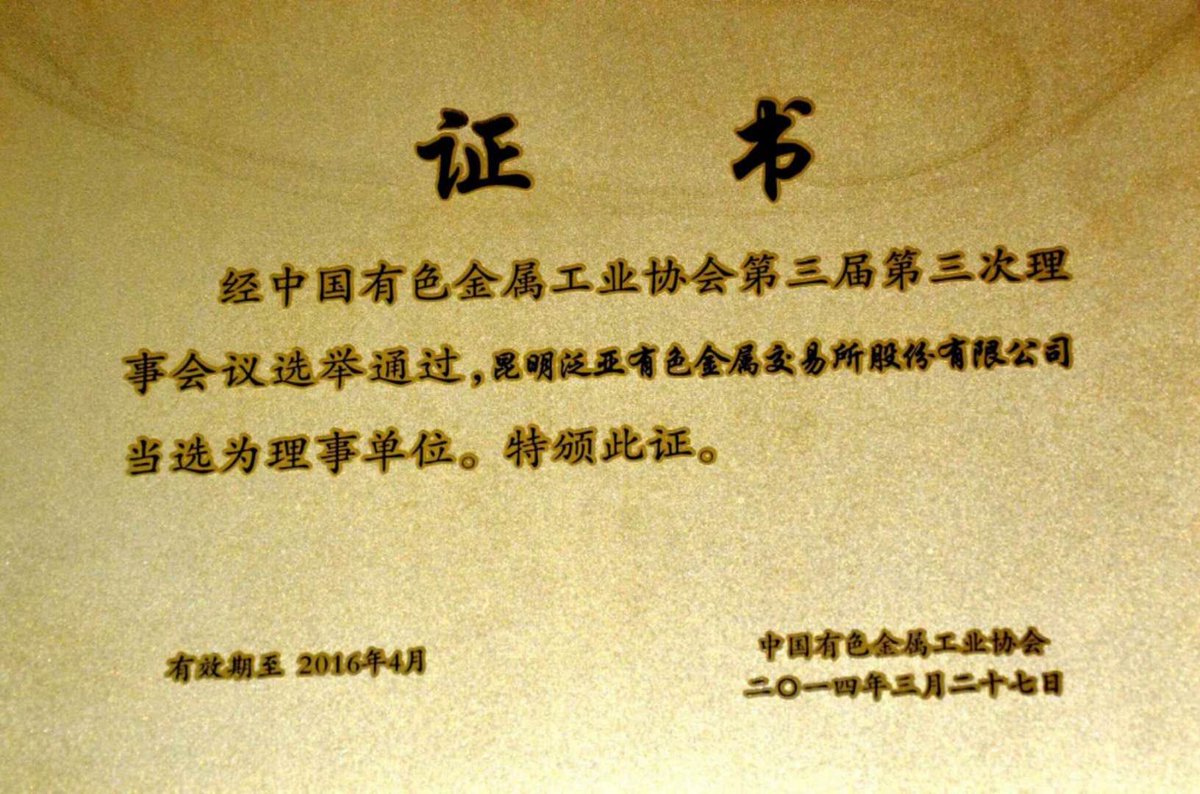 证 书
经中国有色金属工业协会第三届第三次理
事会议选举通过,昆明泛亚有色金属交易所股份有限公司
当选为理事单位。特颁此证。
有效期至 2016年4月
中国有色金属工业协会
二〇一四年三月二十七日